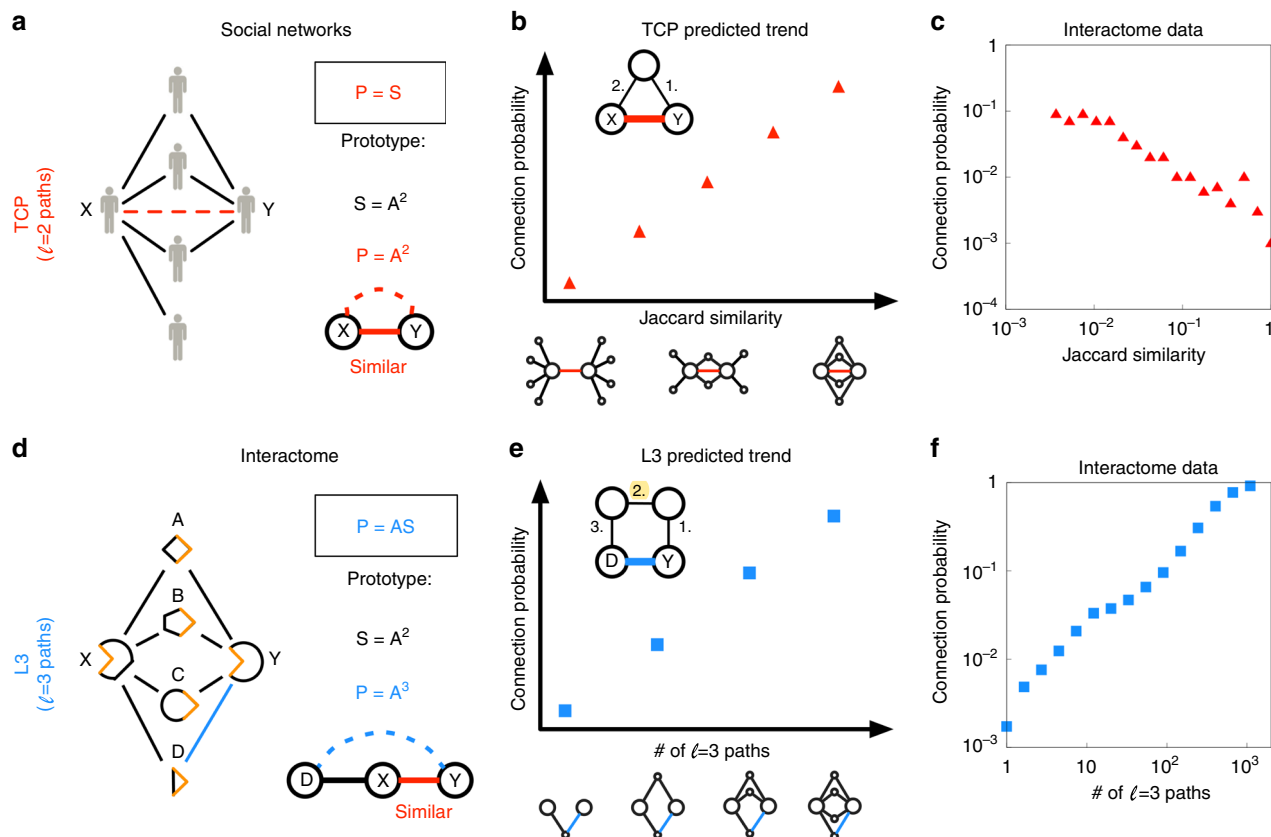 a
Social networks
TCP
(ℓ=2 paths)
X
Y
P = S
Prototype:
S = A²
P = A²
X
Y
Similar
b
TCP predicted trend
Connection probability
2.
1.
X
Y
Jaccard similarity
c
Interactome data
Connection probability
1
10⁻¹
10⁻²
10⁻³
10⁻⁴
10⁻³
10⁻²
10⁻¹
1
Jaccard similarity
d
Interactome
L3
(ℓ=3 paths)
A
B
X
Y
C
D
P = AS
Prototype:
S = A²
P = A³
D
X
Y
Similar
e
L3 predicted trend
Connection probability
2.
3.
1.
D
Y
# of ℓ=3 paths
f
Interactome data
Connection probability
1
10⁻¹
10⁻²
10⁻³
1
10
10²
10³
# of ℓ=3 paths